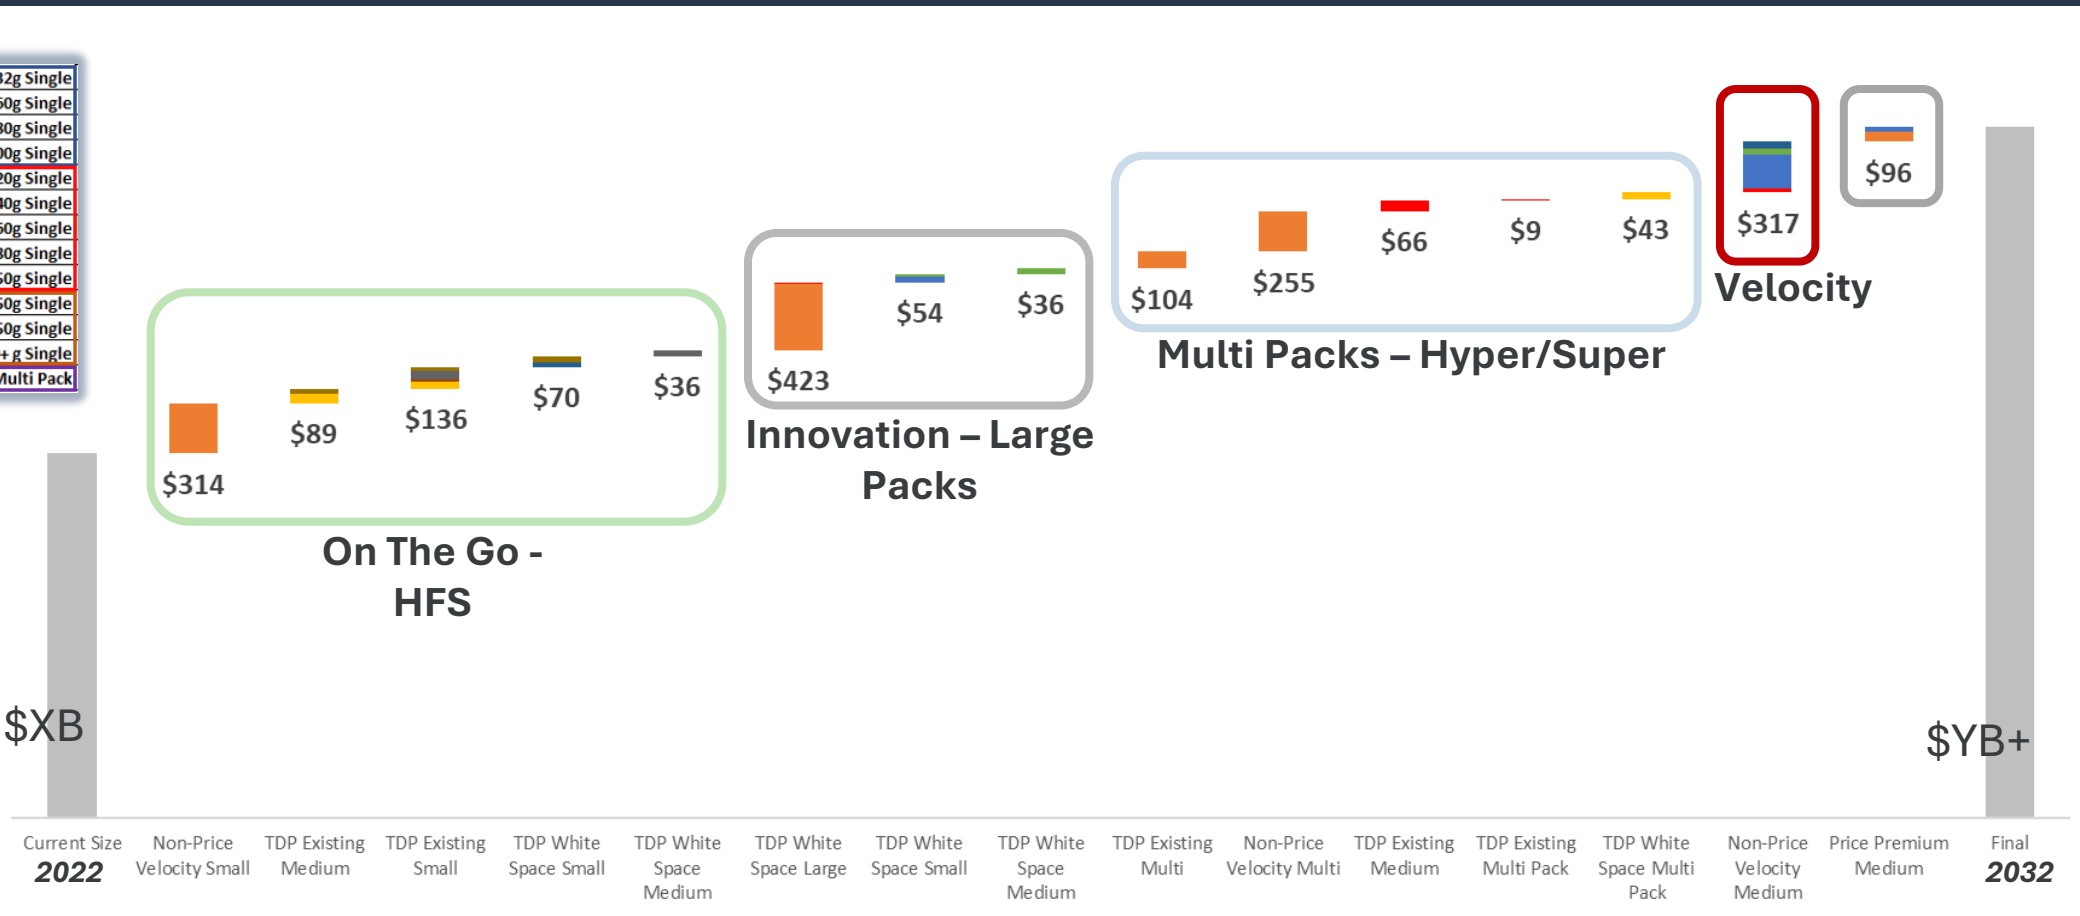 32g Single
60g Single
80g Single
00g Single
20g Single
40g Single
60g Single
80g Single
50g Single
50g Single
50g Single
+ g Single
Multi Pack
$314
$89
$136
$70
$36
On The Go -
HFS
$423
$54
$36
Innovation – Large
Packs
$104
$255
$66
$9
$43
Multi Packs – Hyper/Super
$317
Velocity
$96
$XB
$YB+
Current Size
2022
Non-Price
Velocity Small
TDP Existing
Medium
TDP Existing
Small
TDP White
Space Small
TDP White
Space
Medium
TDP White
Space Large
TDP White
Space Small
TDP White
Space
Medium
TDP Existing
Multi
Non-Price
Velocity Multi
TDP Existing
Medium
TDP Existing
Multi Pack
TDP White
Space Multi
Pack
Non-Price
Velocity
Medium
Price Premium
Medium
Final
2032